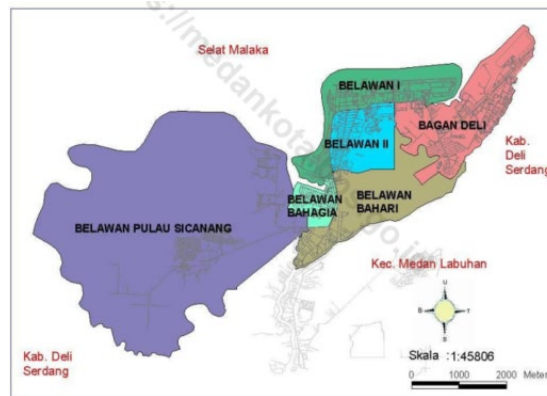 Selat Malaka
BELAWAN I
BAGAN DELI
BELAWAN II
Kab.
Deli
Serdang
BELAWAN
BAHAGIA
BELAWAN
BAHARI
BELAWAN PULAU SICANANG
Kec. Medan Labuhan
U
B
T
S
Kab. Deli
Serdang
Skala :1:45806
0 1000 2000 Meter